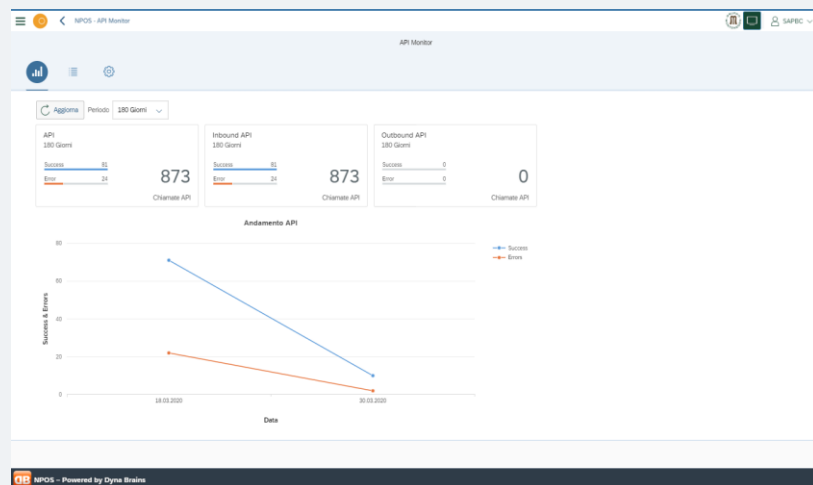 NPOS - API Monitor
SAPBC
API Monitor
Aggiorna Periodo 180 Giorni
API
180 Giorni
Success 81
Error 24
873
Chiamate API
Inbound API
180 Giorni
Success 81
Error 24
873
Chiamate API
Outbound API
180 Giorni
Success 0
Error 0
0
Chiamate API
Andamento API
Success
Errors
Success & Errors
80
60
40
20
0
18.03.2020 30.03.2020
Data
dB NPOS – Powered by Dyna Brains